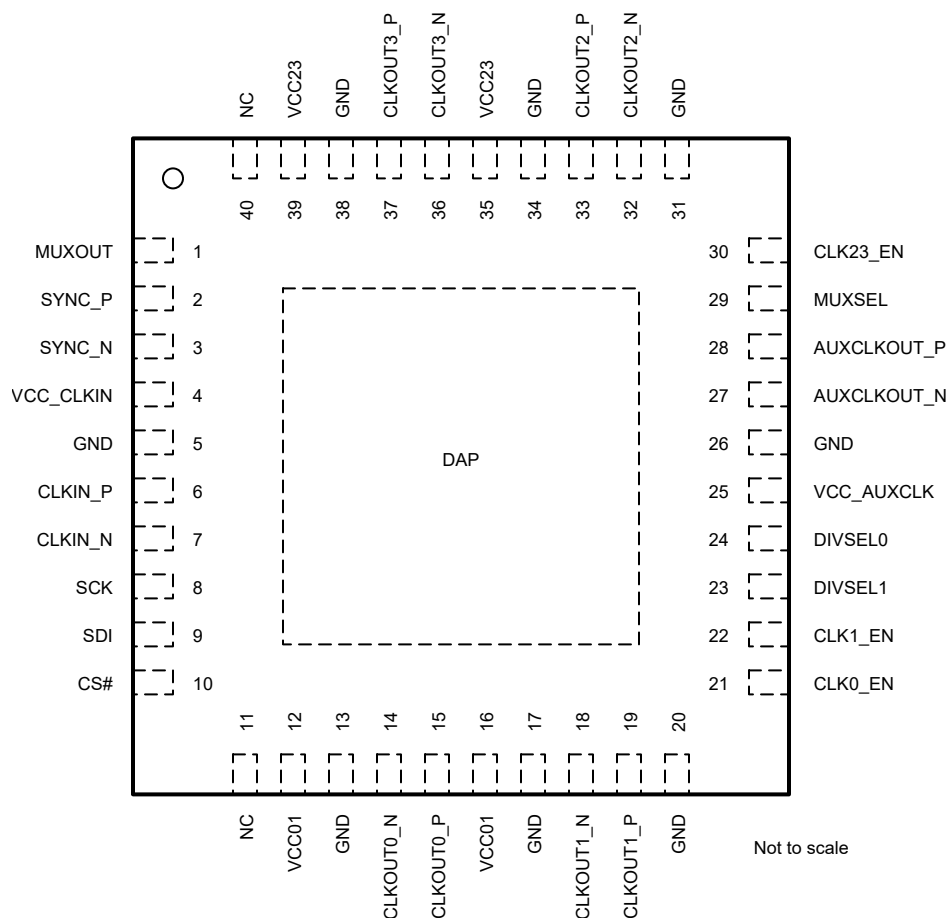 NC
VCC23
GND
CLKOUT3_P
CLKOUT3_N
VCC23
GND
CLKOUT2_P
CLKOUT2_N
GND
40
39
38
37
36
35
34
33
32
31
MUXOUT 1
SYNC_P 2
SYNC_N 3
VCC_CLKIN 4
GND 5
CLKIN_P 6
CLKIN_N 7
SCK 8
SDI 9
CS# 10
DAP
30 CLK23_EN
29 MUXSEL
28 AUXCLKOUT_P
27 AUXCLKOUT_N
26 GND
25 VCC_AUXCLK
24 DIVSEL0
23 DIVSEL1
22 CLK1_EN
21 CLK0_EN
11
12
13
14
15
16
17
18
19
20
NC
VCC01
GND
CLKOUT0_N
CLKOUT0_P
VCC01
GND
CLKOUT1_N
CLKOUT1_P
GND
Not to scale